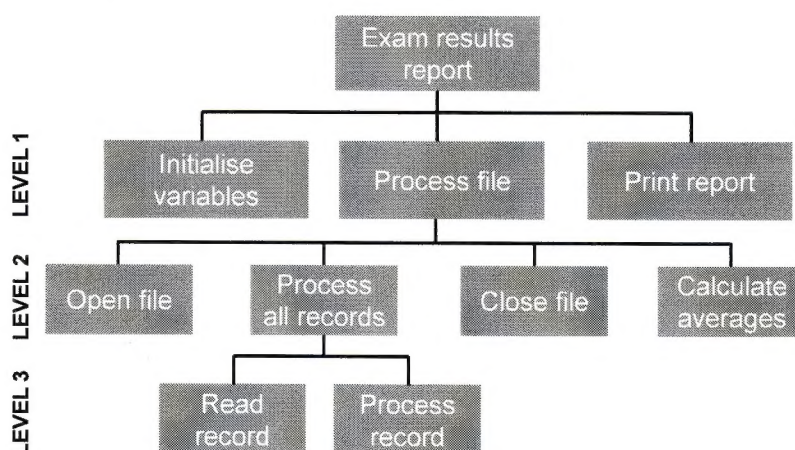 Exam results
report
LEVEL 1
Initialise
variables
Process file
Print report
LEVEL 2
Open file
Process
all records
Close file
Calculate
averages
LEVEL 3
Read
record
Process
record